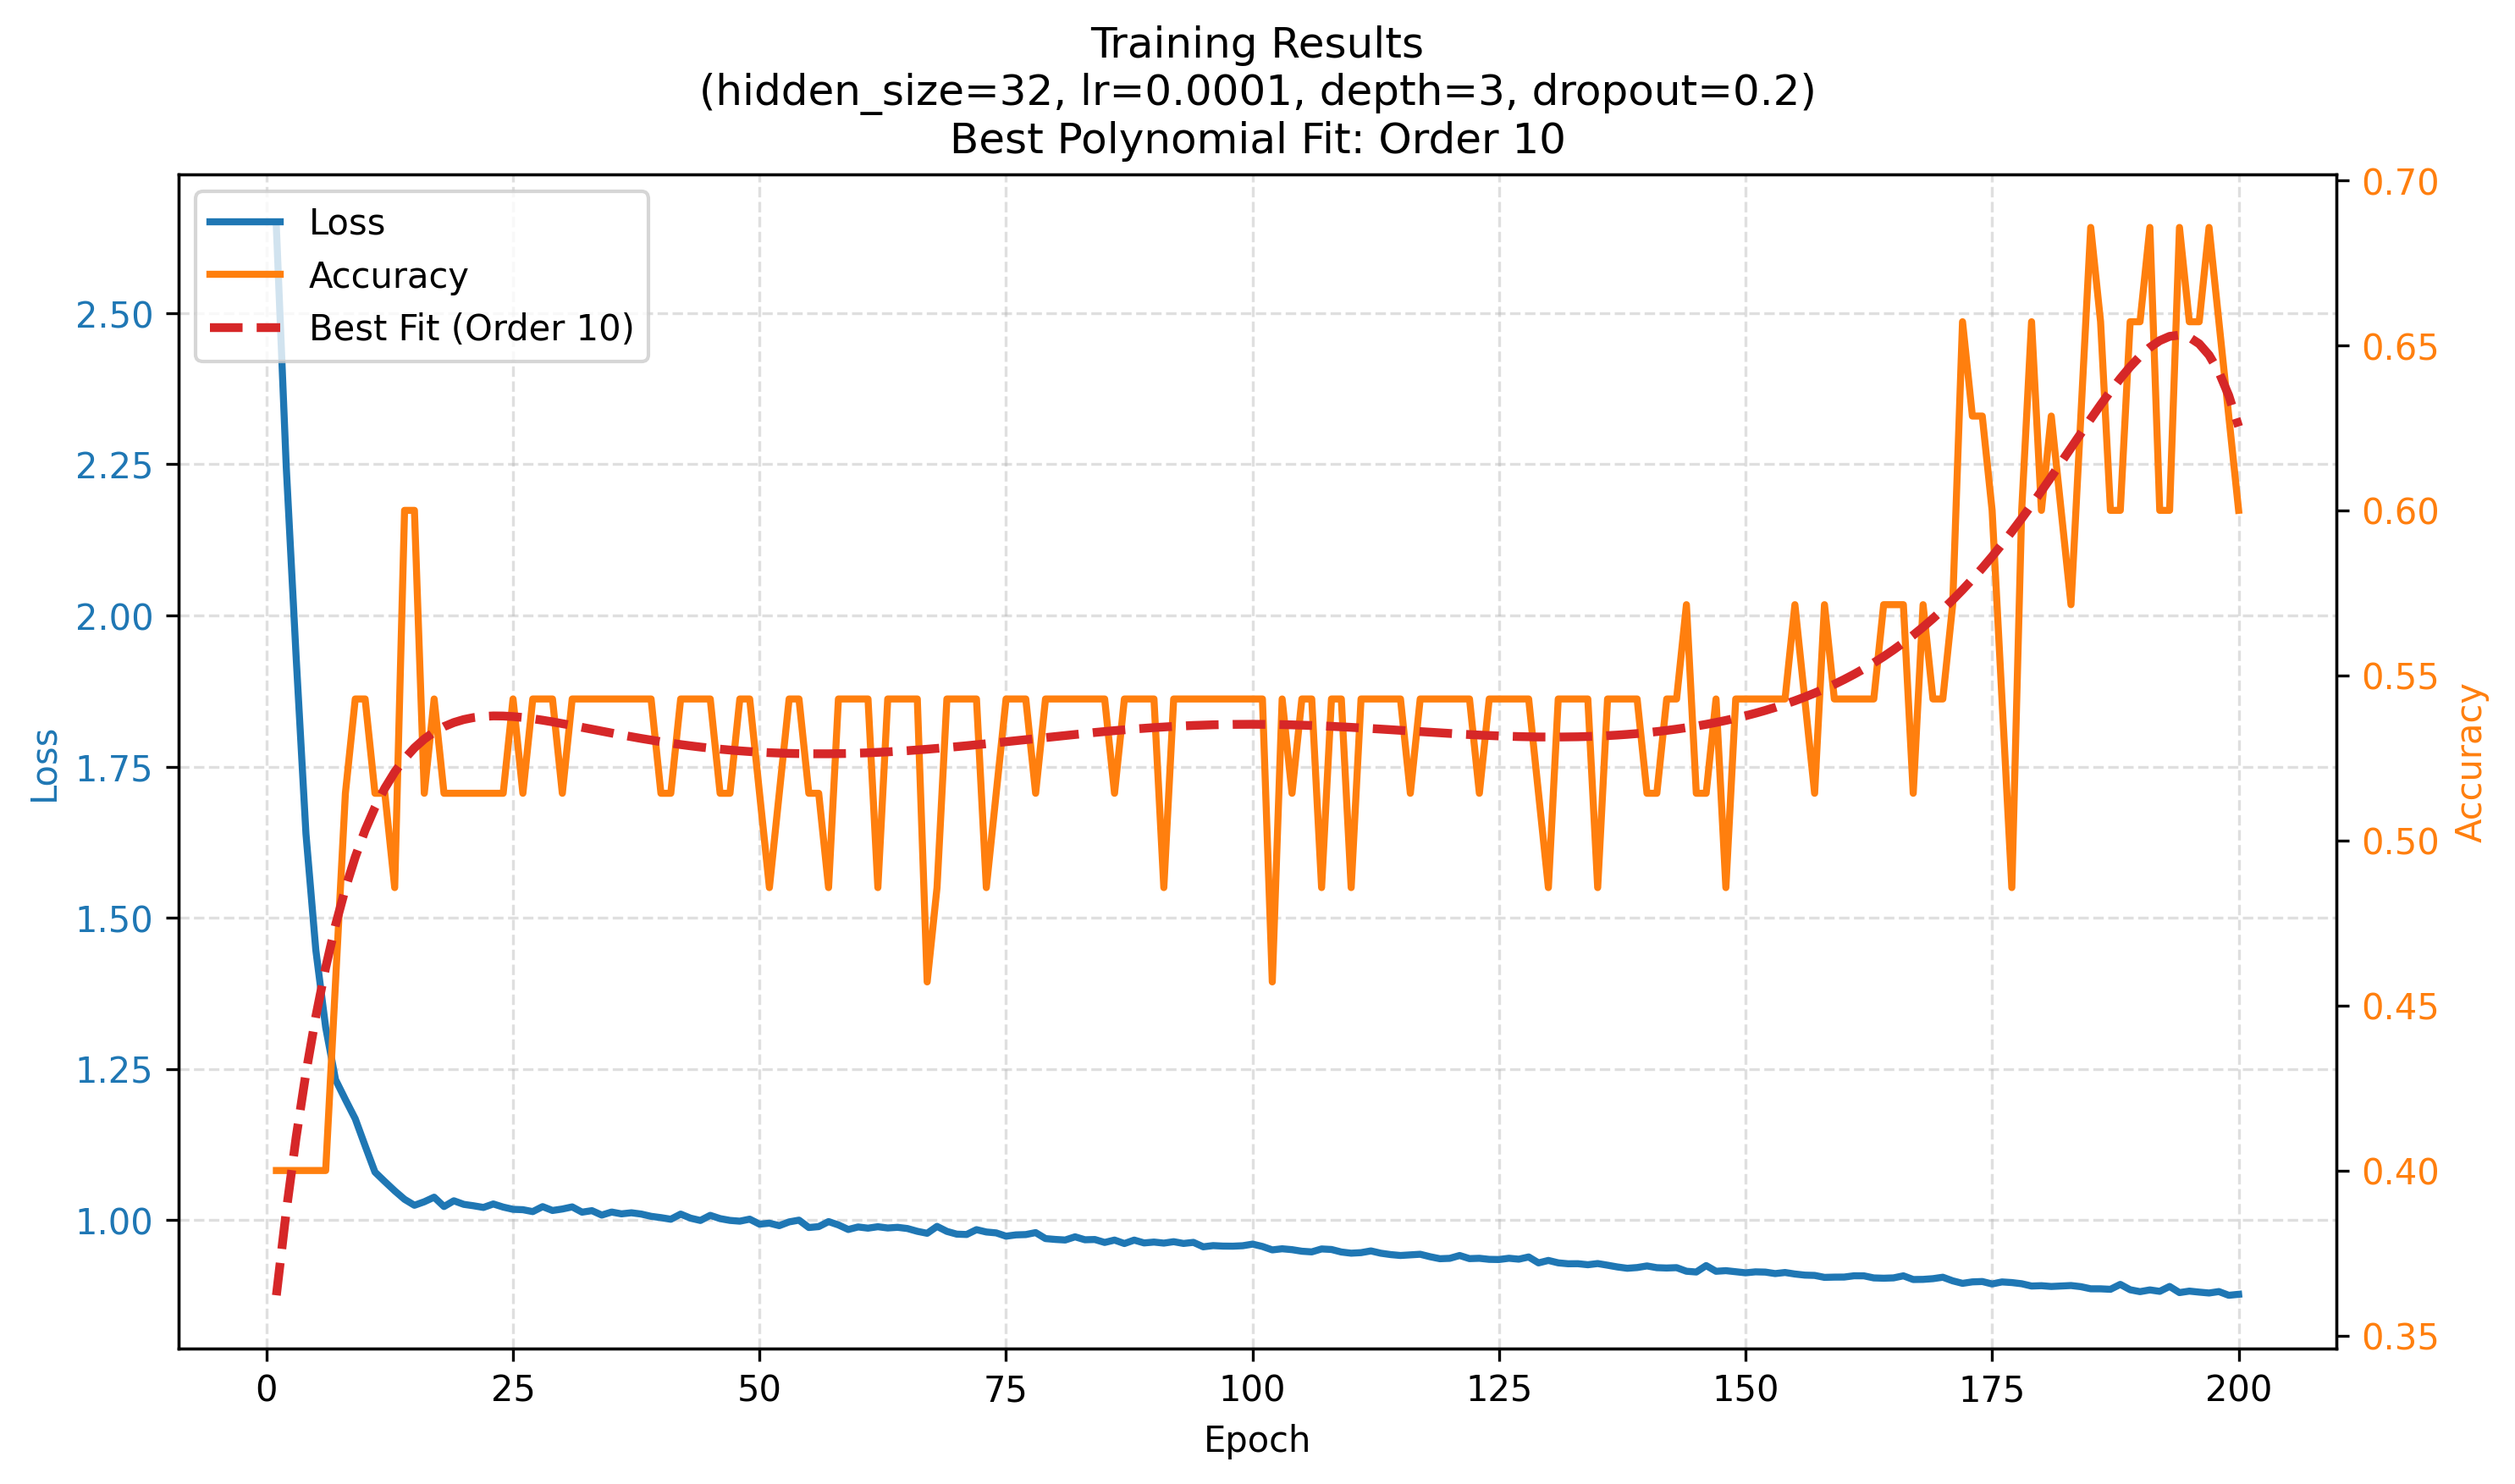 Training Results
(hidden_size=32, lr=0.0001, depth=3, dropout=0.2)
Best Polynomial Fit: Order 10
Loss
Accuracy
Best Fit (Order 10)
Loss
2.50
2.25
2.00
1.75
1.50
1.25
1.00
0.70
0.65
0.60
0.55
0.50
0.45
0.40
0.35
Accuracy
0 25 50 75 100 125 150 175 200
Epoch